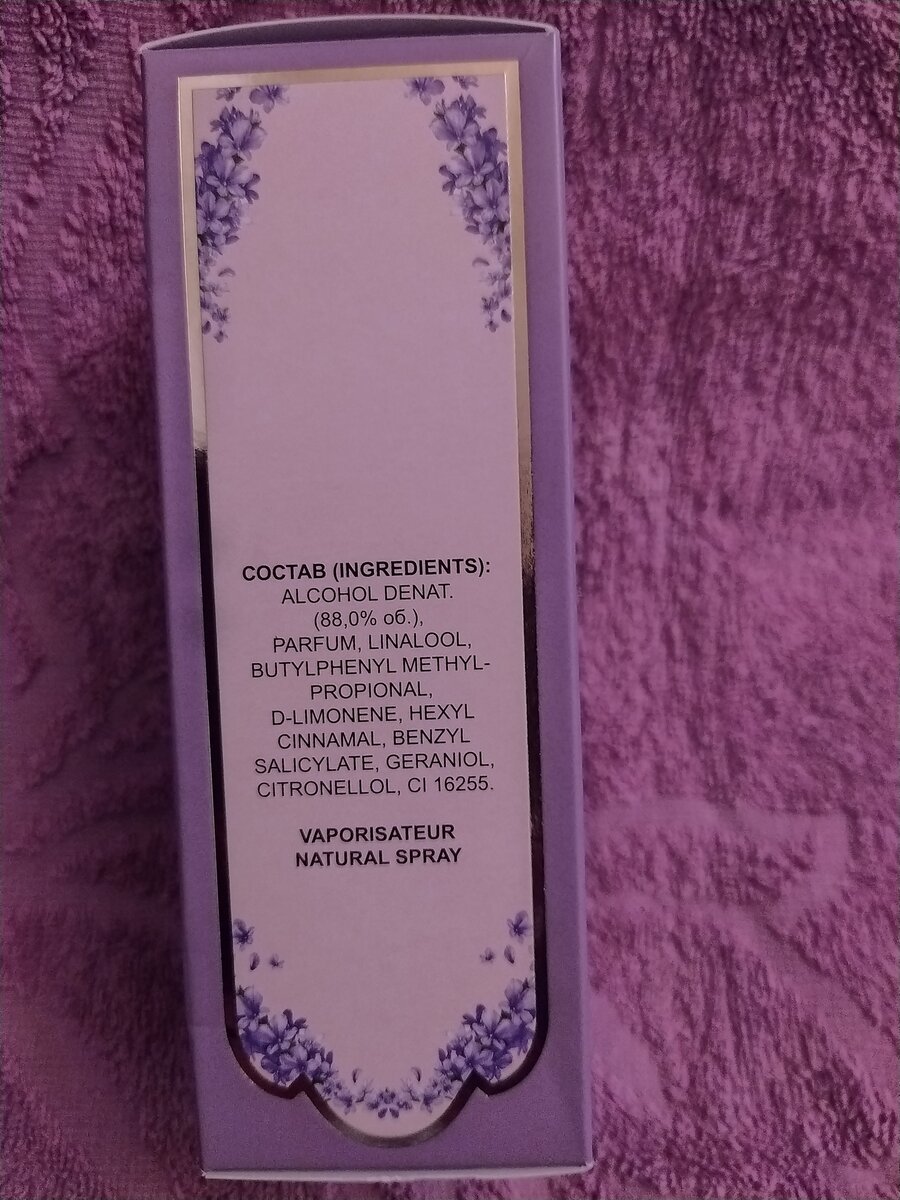 СОСТАВ (INGREDIENTS):
ALCOHOL DENAT.
(88,0% об.),
PARFUM, LINALOOL,
BUTYLPHENYL METHYL-
PROPIONAL,
D-LIMONENE, HEXYL
CINNAMAL, BENZYL
SALICYLATE, GERANIOL,
CITRONELLOL, CI 16255.
VAPORISATEUR
NATURAL SPRAY